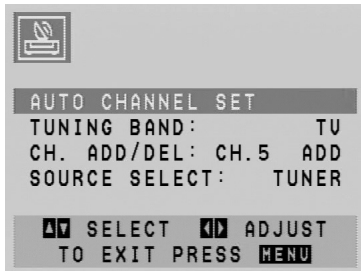 AUTO CHANNEL SET
TUNING BAND: TV
CH. ADD/DEL: CH.5 ADD
SOURCE SELECT: TUNER
SELECT ADJUST
TO EXIT PRESS MENU